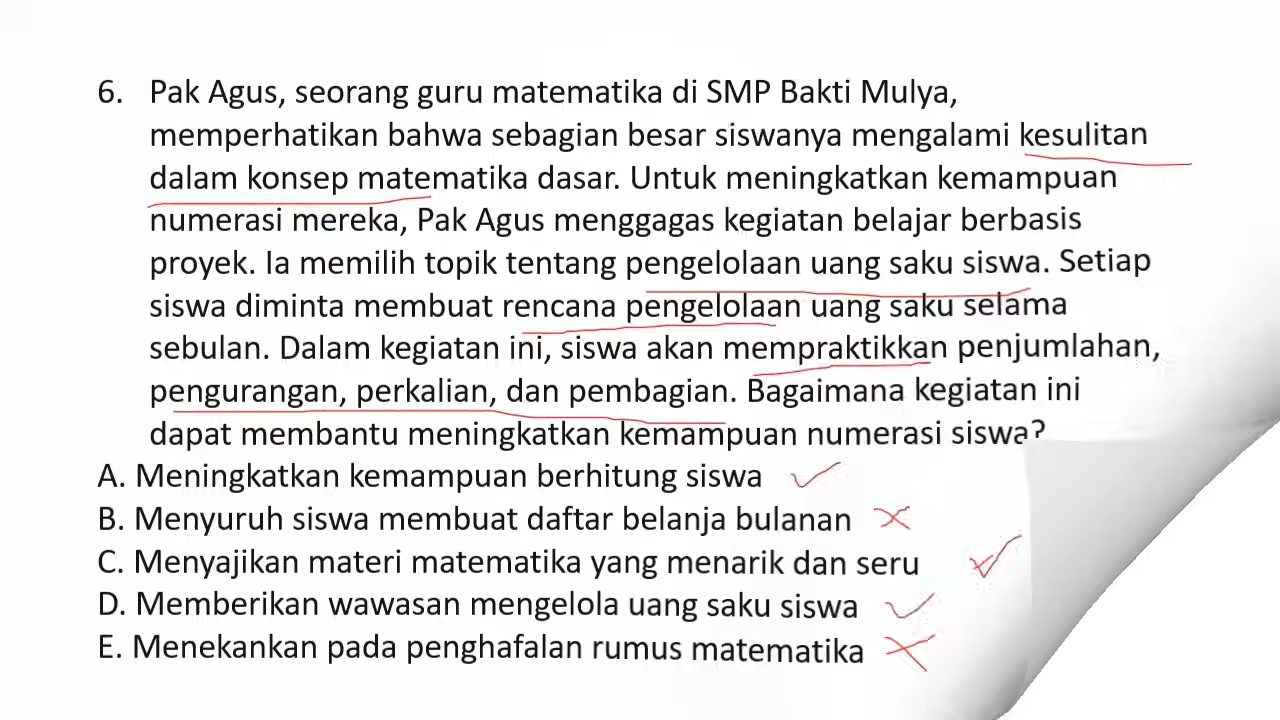 6. Pak Agus, seorang guru matematika di SMP Bakti Mulya,
memperhatikan bahwa sebagian besar siswanya mengalami kesulitan
dalam konsep matematika dasar. Untuk meningkatkan kemampuan
numerasi mereka, Pak Agus menggagas kegiatan belajar berbasis
proyek. Ia memilih topik tentang pengelolaan uang saku siswa. Setiap
siswa diminta membuat rencana pengelolaan uang saku selama
sebulan. Dalam kegiatan ini, siswa akan mempraktikkan penjumlahan,
pengurangan, perkalian, dan pembagian. Bagaimana kegiatan ini
dapat membantu meningkatkan kemampuan numerasi siswa?
A. Meningkatkan kemampuan berhitung siswa
B. Menyuruh siswa membuat daftar belanja bulanan
C. Menyajikan materi matematika yang menarik dan seru
D. Memberikan wawasan mengelola uang saku siswa
E. Menekankan pada penghafalan rumus matematika